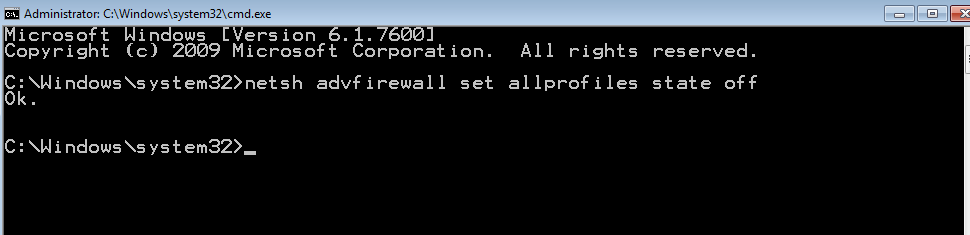 Administrator: C:\Windows\system32\cmd.exe
Microsoft Windows [Version 6.1.7600]
Copyright (c) 2009 Microsoft Corporation.  All rights reserved.
C:\Windows\system32>netsh advfirewall set allprofiles state off
Ok.
C:\Windows\system32>_